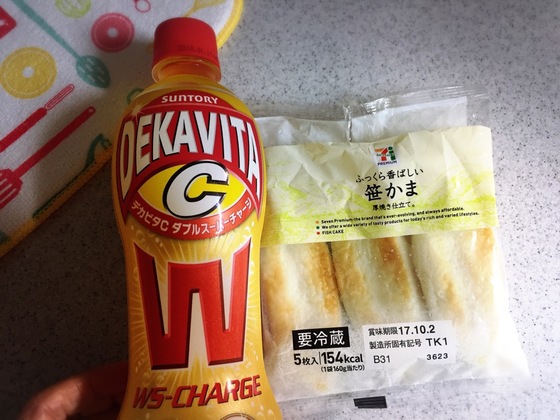 SUNTORY
DEKAVITA
C
デカビタC ダブルスーパーチャージ
W
WS-CHARGE
7
PREMIUM
ふっくら香ばしい
笹かま
厚焼き仕立て。
Seven Premium-the brand that's ever-evolving, and always affordable.
We offer a wide variety of tasty products for today's rich and varied lifestyles.
FISH CAKE
要冷蔵
5枚入 154kcal
(1袋160g当たり)
賞味期限 17.10.2
製造所固有記号 TK1
B31 3623